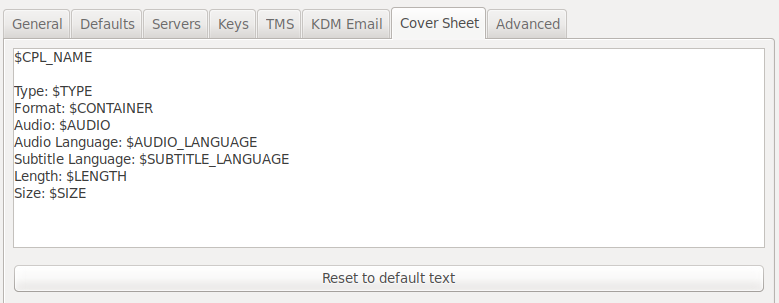 General Defaults Servers Keys TMS KDM Email Cover Sheet Advanced
$CPL_NAME
Type: $TYPE
Format: $CONTAINER
Audio: $AUDIO
Audio Language: $AUDIO_LANGUAGE
Subtitle Language: $SUBTITLE_LANGUAGE
Length: $LENGTH
Size: $SIZE
Reset to default text